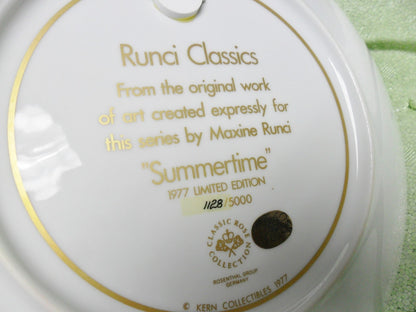 Runci Classics
From the original work
of art created expressly for
this series by Maxine Runci
"Summertime"
1977 LIMITED EDITION
1128/5000
CLASSIC ROSE
COLLECTION
ROSENTHAL GROUP
GERMANY
© KERN COLLECTIBLES 1977